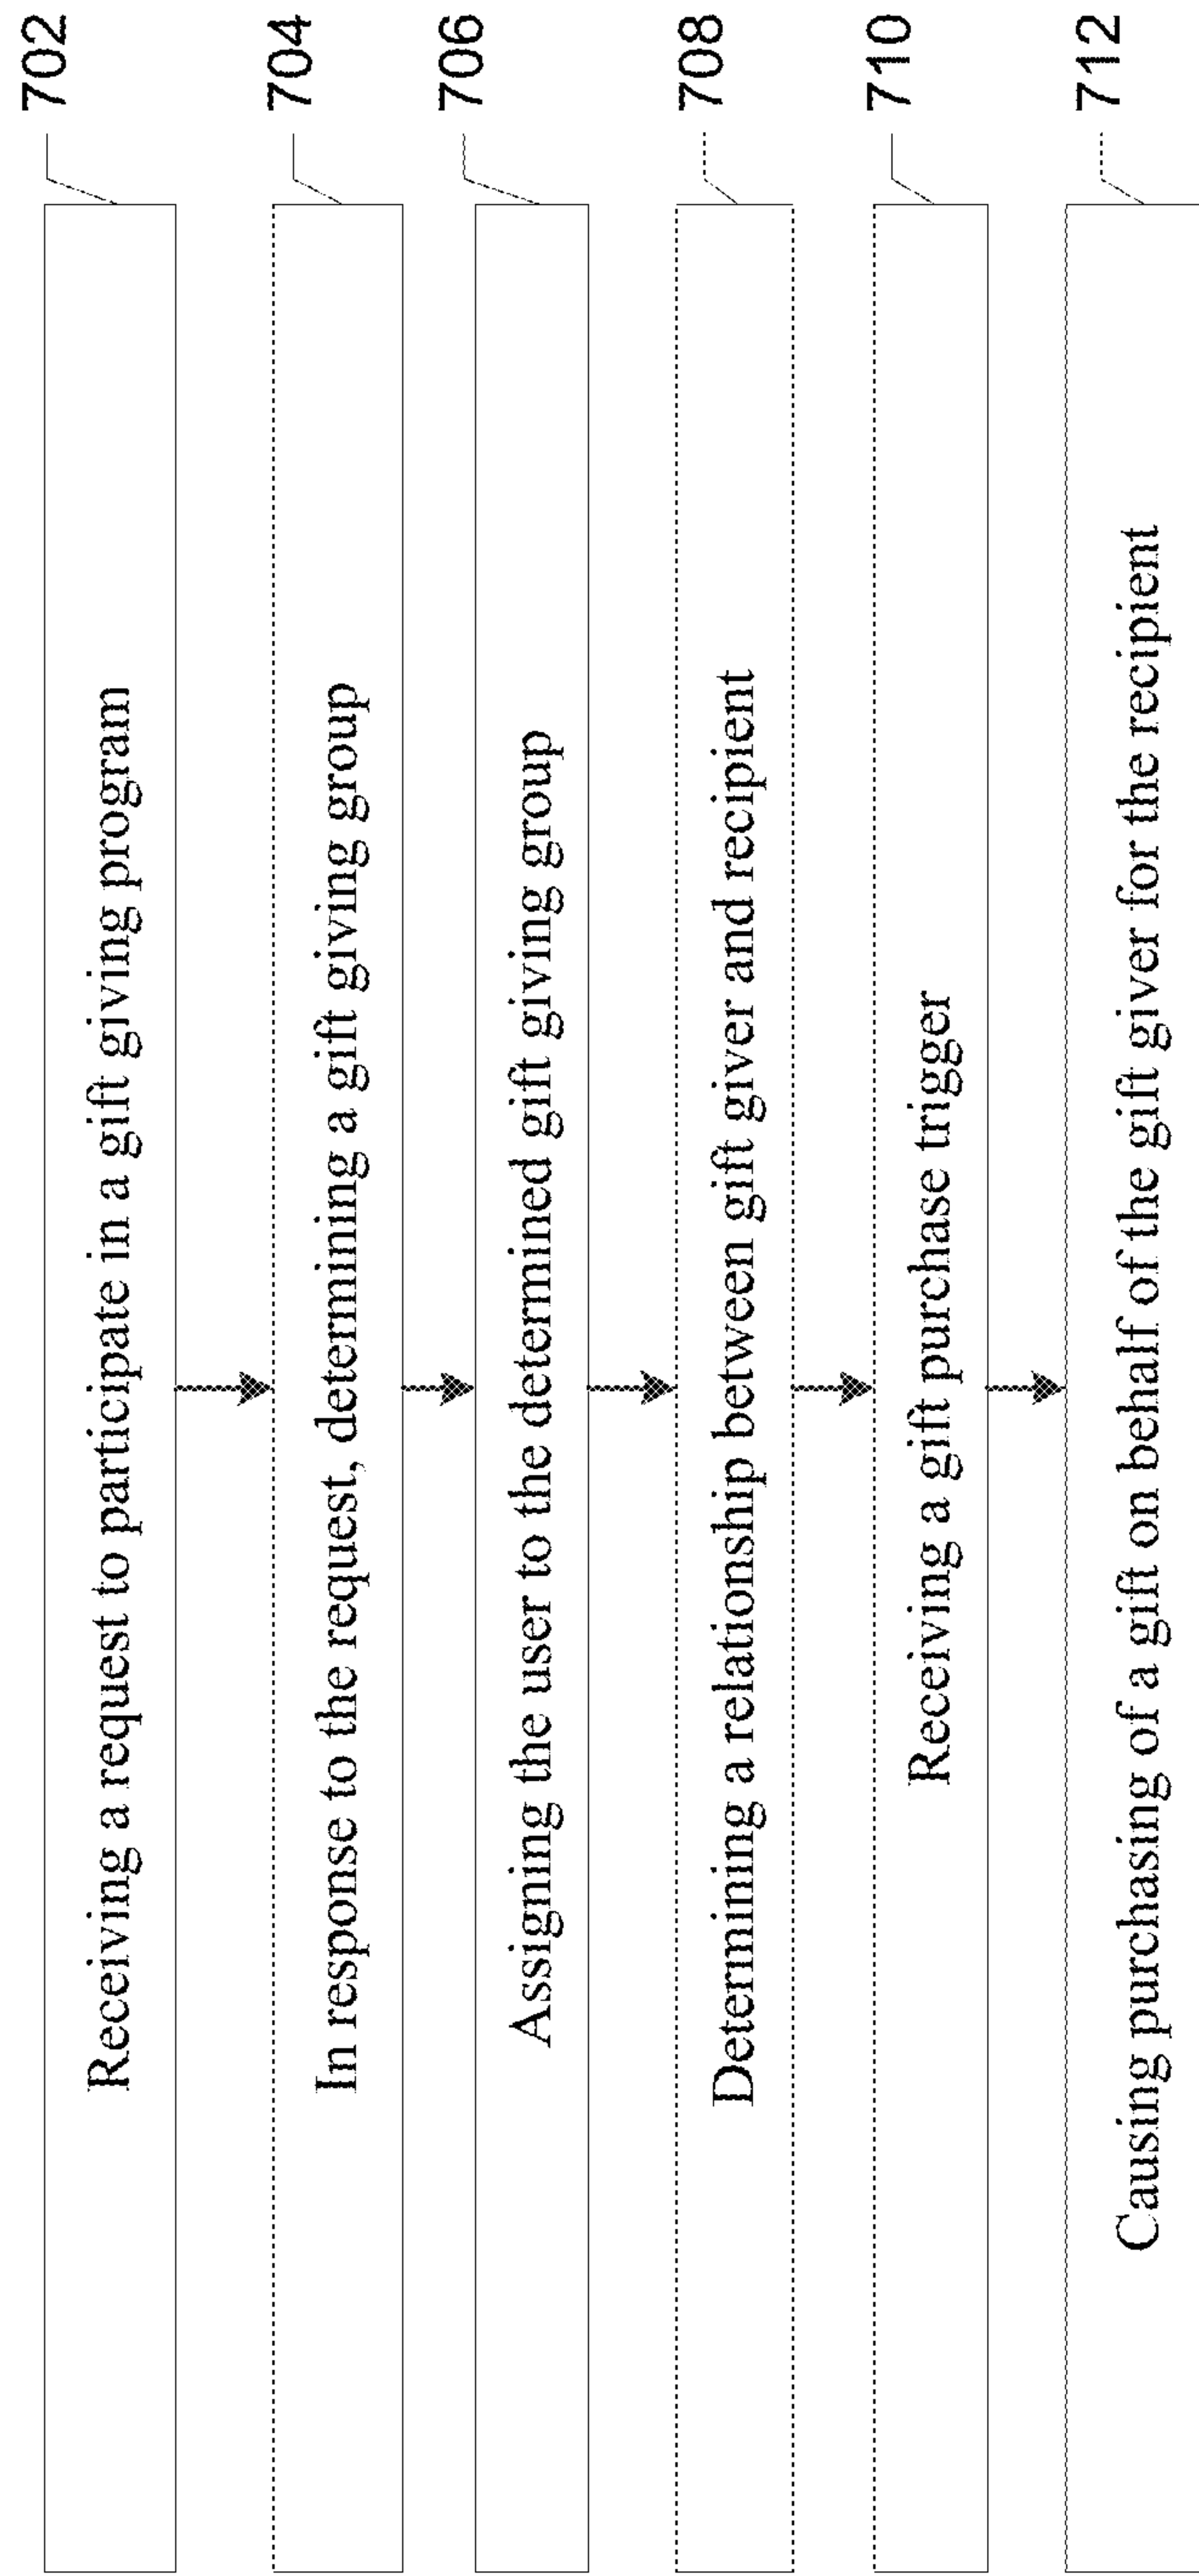 Receiving a request to participate in a gift giving program
702
In response to the request, determining a gift giving group
704
Assigning the user to the determined gift giving group
706
Determining a relationship between gift giver and recipient
708
Receiving a gift purchase trigger
710
Causing purchasing of a gift on behalf of the gift giver for the recipient
712